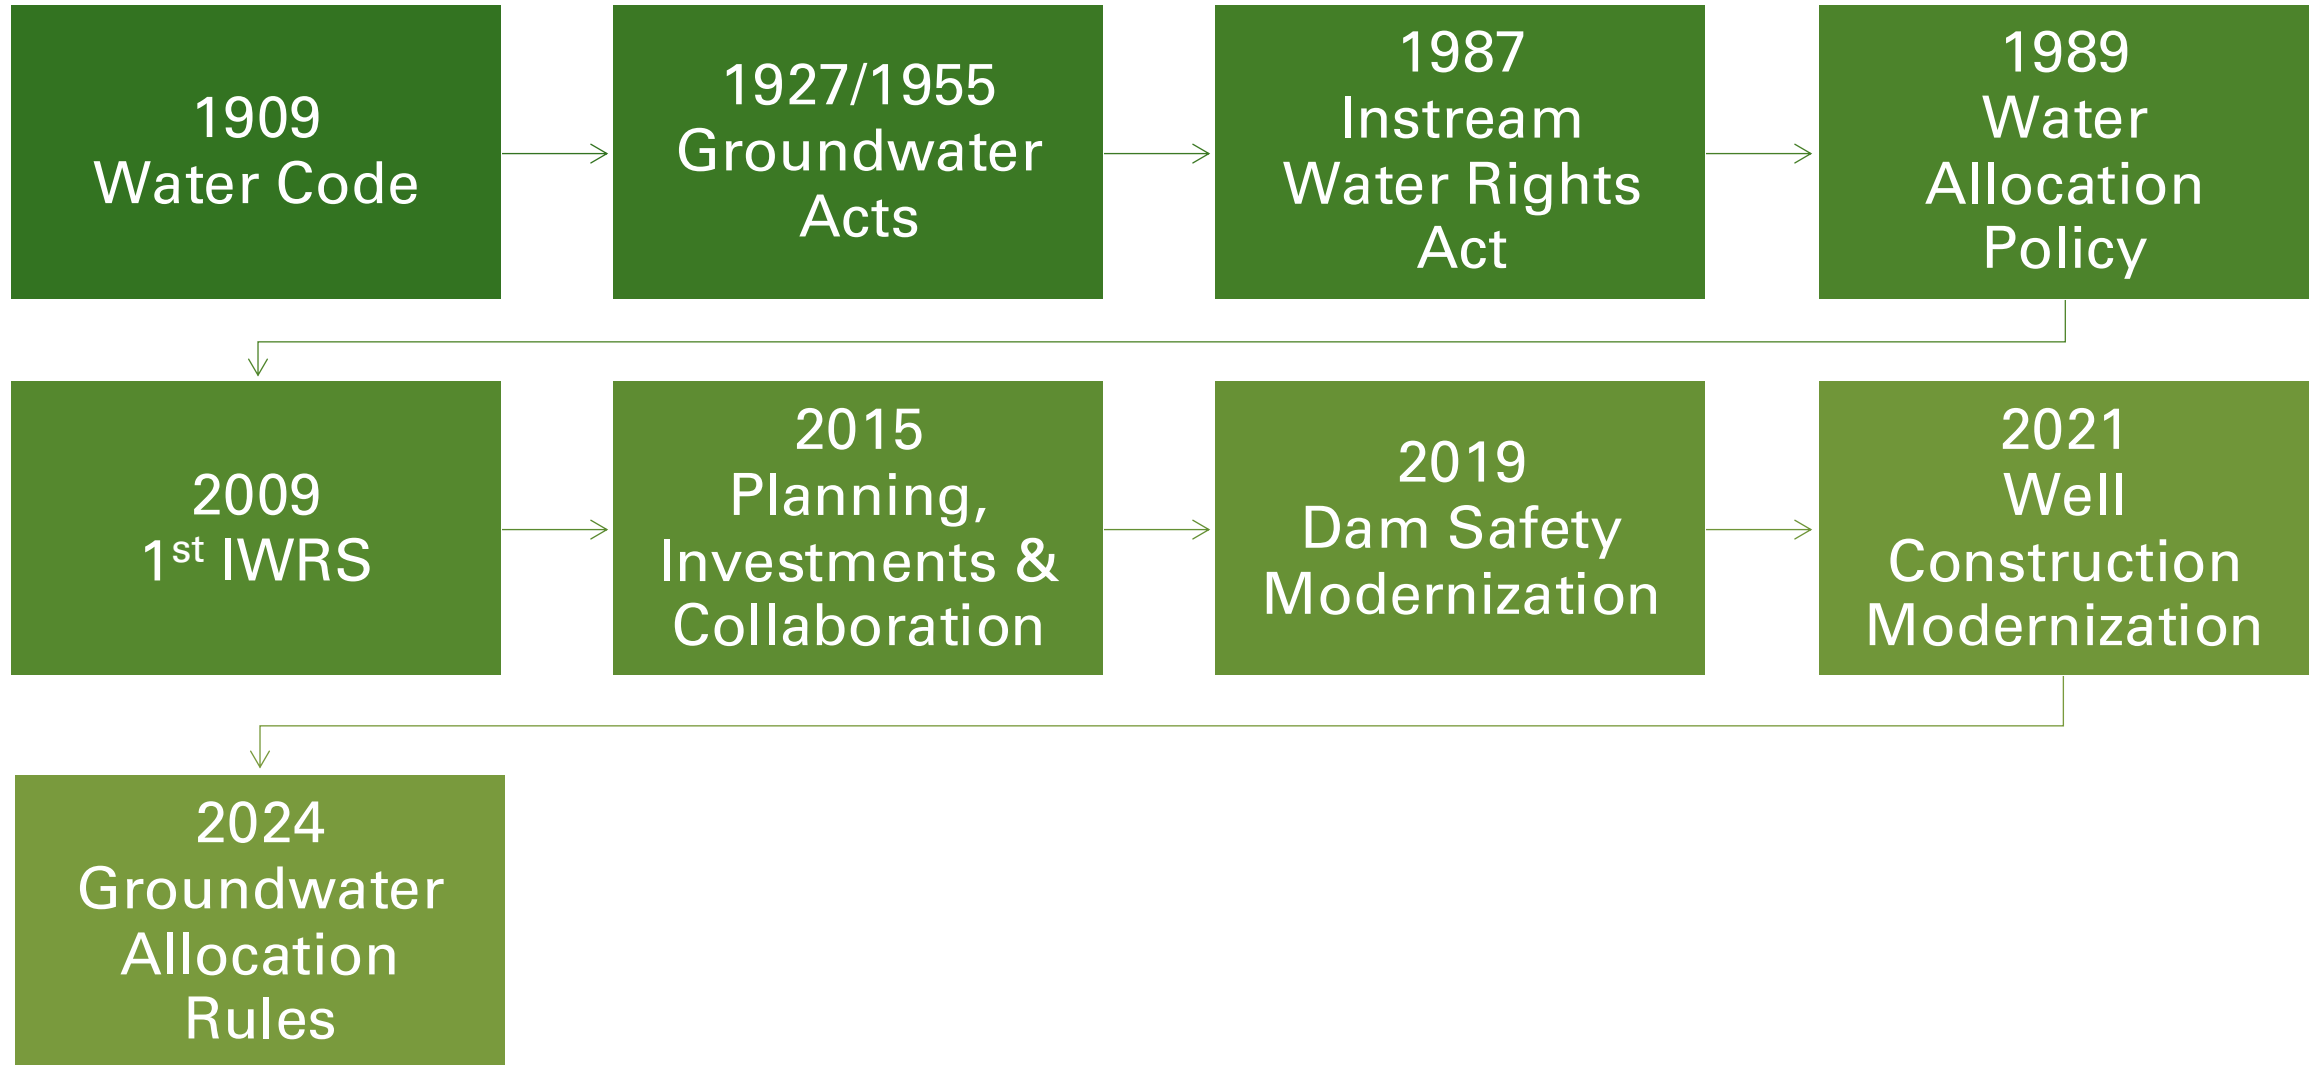 1909
Water Code
1927/1955
Groundwater
Acts
1987
Instream
Water Rights
Act
1989
Water
Allocation
Policy
2009
1st IWRS
2015
Planning,
Investments &
Collaboration
2019
Dam Safety
Modernization
2021
Well
Construction
Modernization
2024
Groundwater
Allocation
Rules